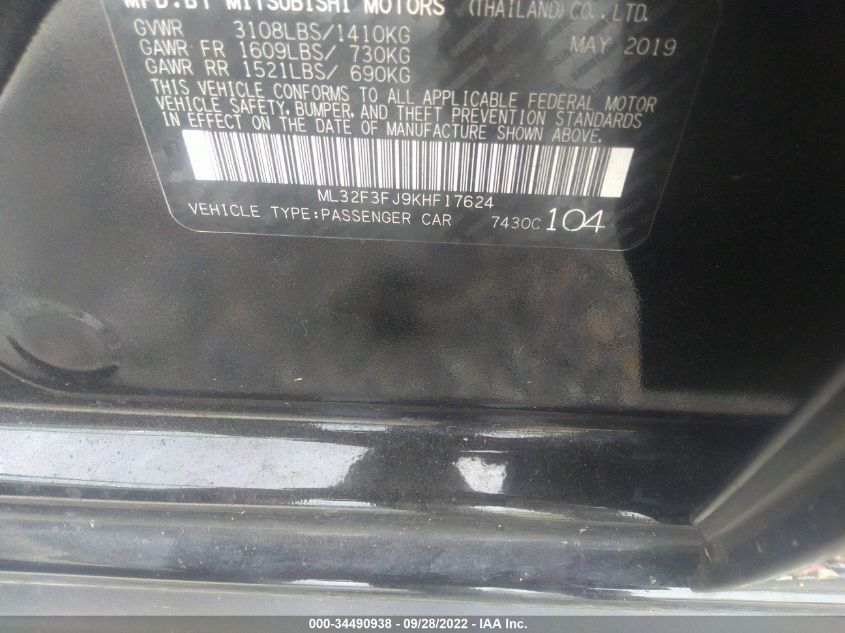 MFD.BY MITSUBISHI MOTORS (THAILAND) CO., LTD.
GVWR 3108LBS/1410KG MAY 2019
GAWR FR 1609LBS/ 730KG
GAWR RR 1521LBS/ 690KG
THIS VEHICLE CONFORMS TO ALL APPLICABLE FEDERAL MOTOR
VEHICLE SAFETY, BUMPER, AND THEFT PREVENTION STANDARDS
IN EFFECT ON THE DATE OF MANUFACTURE SHOWN ABOVE.
ML32F3FJ9KHF17624
VEHICLE TYPE:PASSENGER CAR 7430C 104
000-34490938 - 09/28/2022 - IAA Inc.